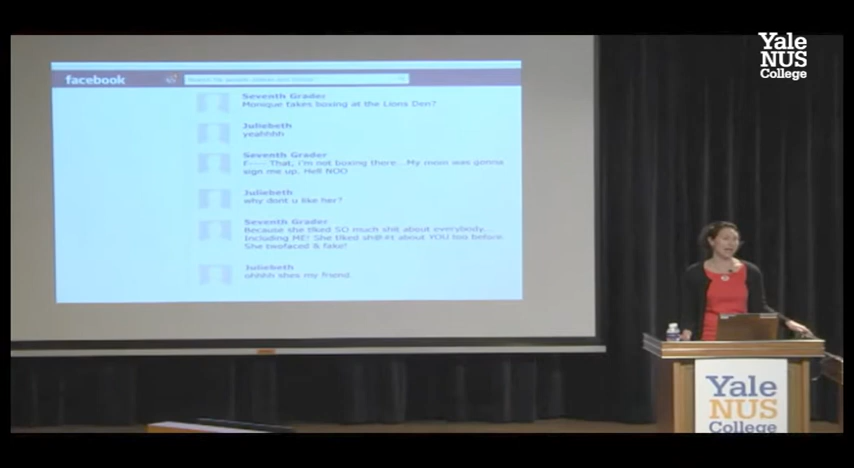 Yale
NUS
College
facebook
Seventh Grader
Monique takes boxing at the Lions Den?
Juliebeth
yeahhhh
Seventh Grader
F---- That, i'm not boxing there...My mom was gonna
sign me up. Hell NOO
Juliebeth
why dont u like her?
Seventh Grader
Because she tlked SO much shit about everybody...
Including ME! She tlked sh@#t about YOU too before.
She twofaced & fake!
Juliebeth
ohhhh shes my friend.
Yale
NUS
College